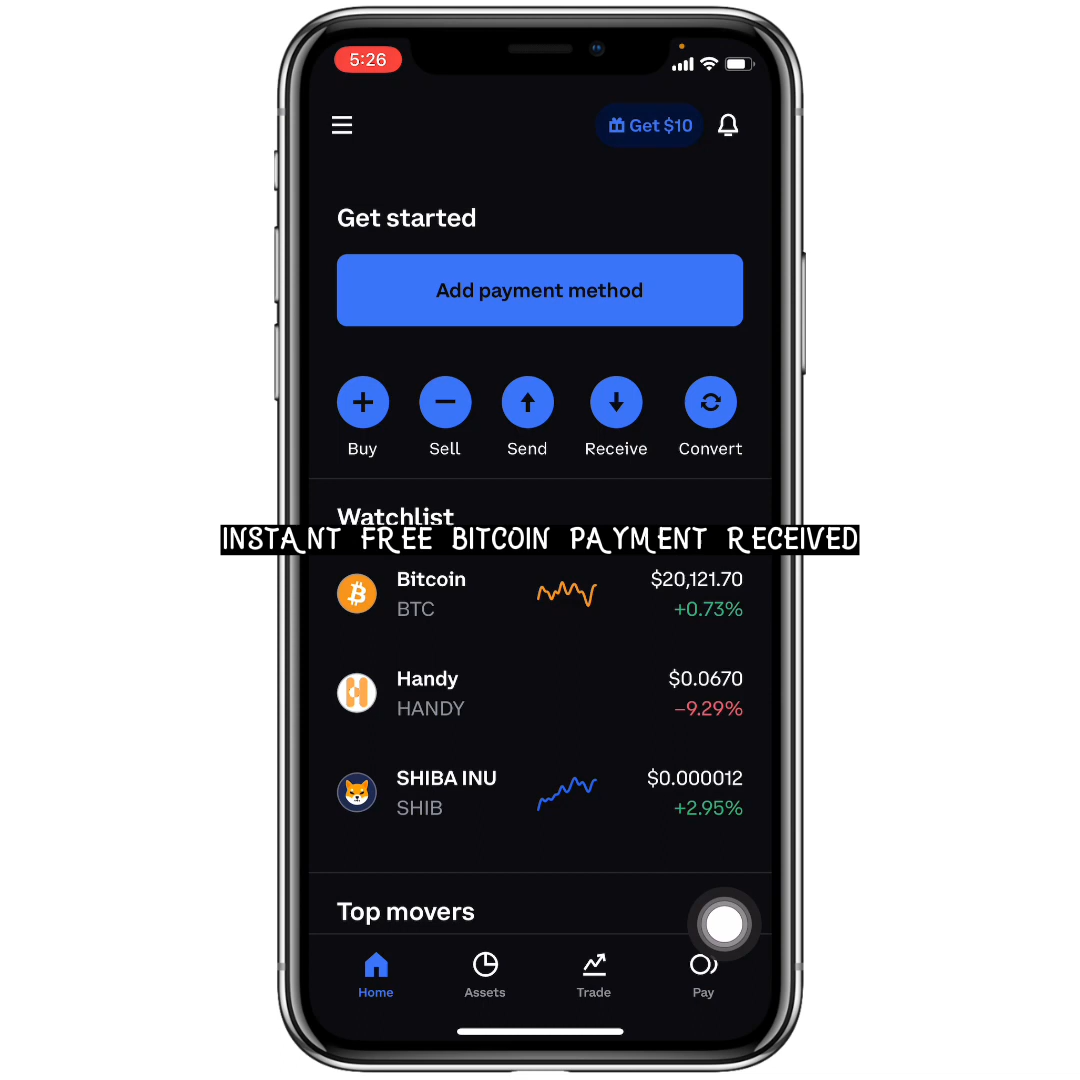 5:26
Get $10
Get started
Add payment method
Buy Sell Send Receive Convert
Watchlist
INSTANT FREE BITCOIN PAYMENT RECEIVED
Bitcoin $20,121.70
BTC +0.73%
Handy $0.0670
HANDY −9.29%
SHIBA INU $0.000012
SHIB +2.95%
Top movers
Home Assets Trade Pay